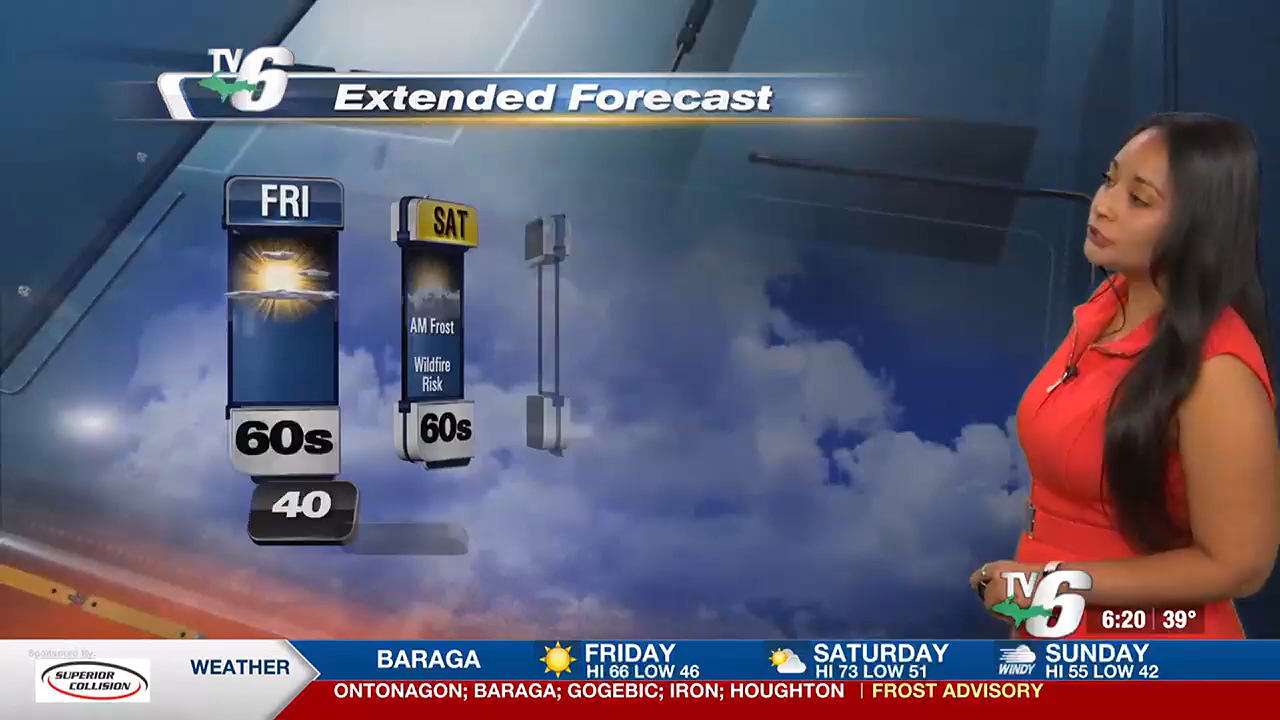 TV6
Extended Forecast
FRI
SAT
AM Frost
Wildfire
Risk
60s
60s
40
TV6
6:20 39°
Sponsored By:
SUPERIOR
COLLISION
WEATHER
BARAGA
FRIDAY
HI 66 LOW 46
SATURDAY
HI 73 LOW 51
WINDY
SUNDAY
HI 55 LOW 42
ONTONAGON; BARAGA; GOGEBIC; IRON; HOUGHTON | FROST ADVISORY